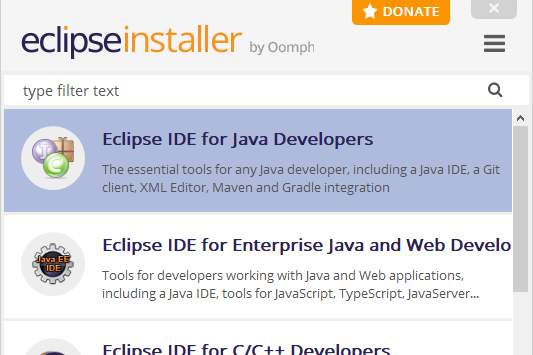 DONATE
eclipseinstaller by Oomph
type filter text
Eclipse IDE for Java Developers
The essential tools for any Java developer, including a Java IDE, a Git
client, XML Editor, Maven and Gradle integration
Java EE
IDE
Eclipse IDE for Enterprise Java and Web Develo
Tools for developers working with Java and Web applications,
including a Java IDE, tools for JavaScript, TypeScript, JavaServer...
Eclipse IDE for C/C++ Developers